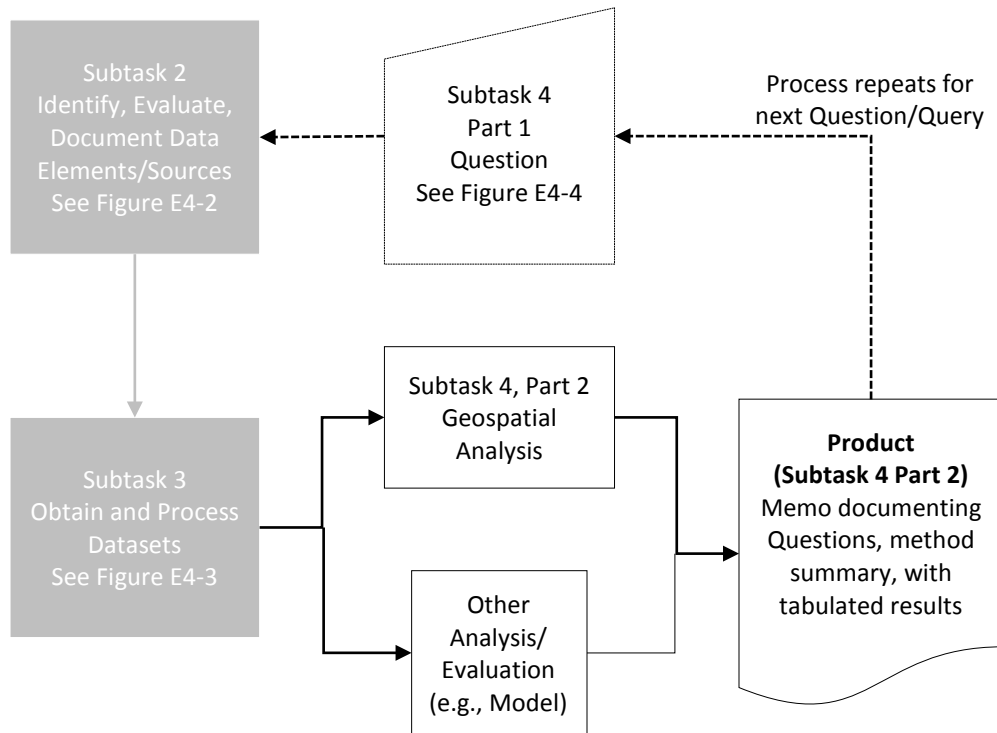 Subtask 2
Identify, Evaluate,
Document Data
Elements/Sources
See Figure E4-2
Subtask 4
Part 1
Question
See Figure E4-4
Process repeats for
next Question/Query
Subtask 3
Obtain and Process
Datasets
See Figure E4-3
Subtask 4, Part 2
Geospatial
Analysis
Other
Analysis/
Evaluation
(e.g., Model)
Product
(Subtask 4 Part 2)
Memo documenting
Questions, method
summary, with
tabulated results